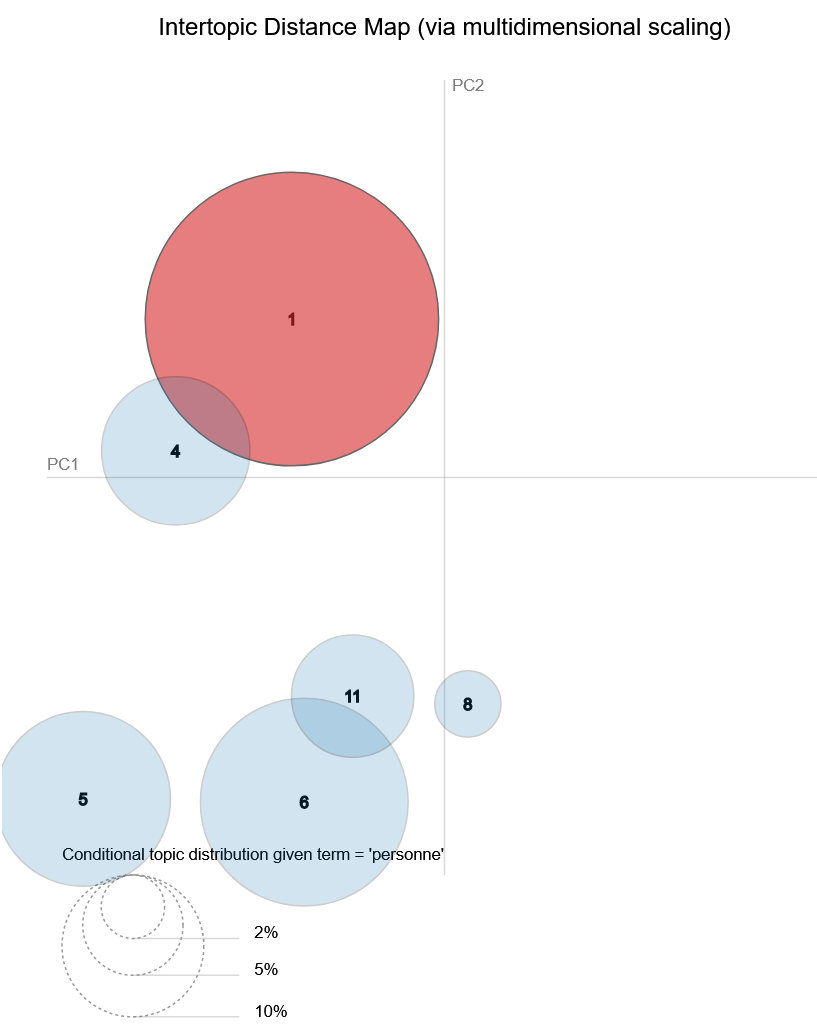 Intertopic Distance Map (via multidimensional scaling)
PC2
1
4
PC1
11
8
5
6
Conditional topic distribution given term = 'personne'
2%
5%
10%